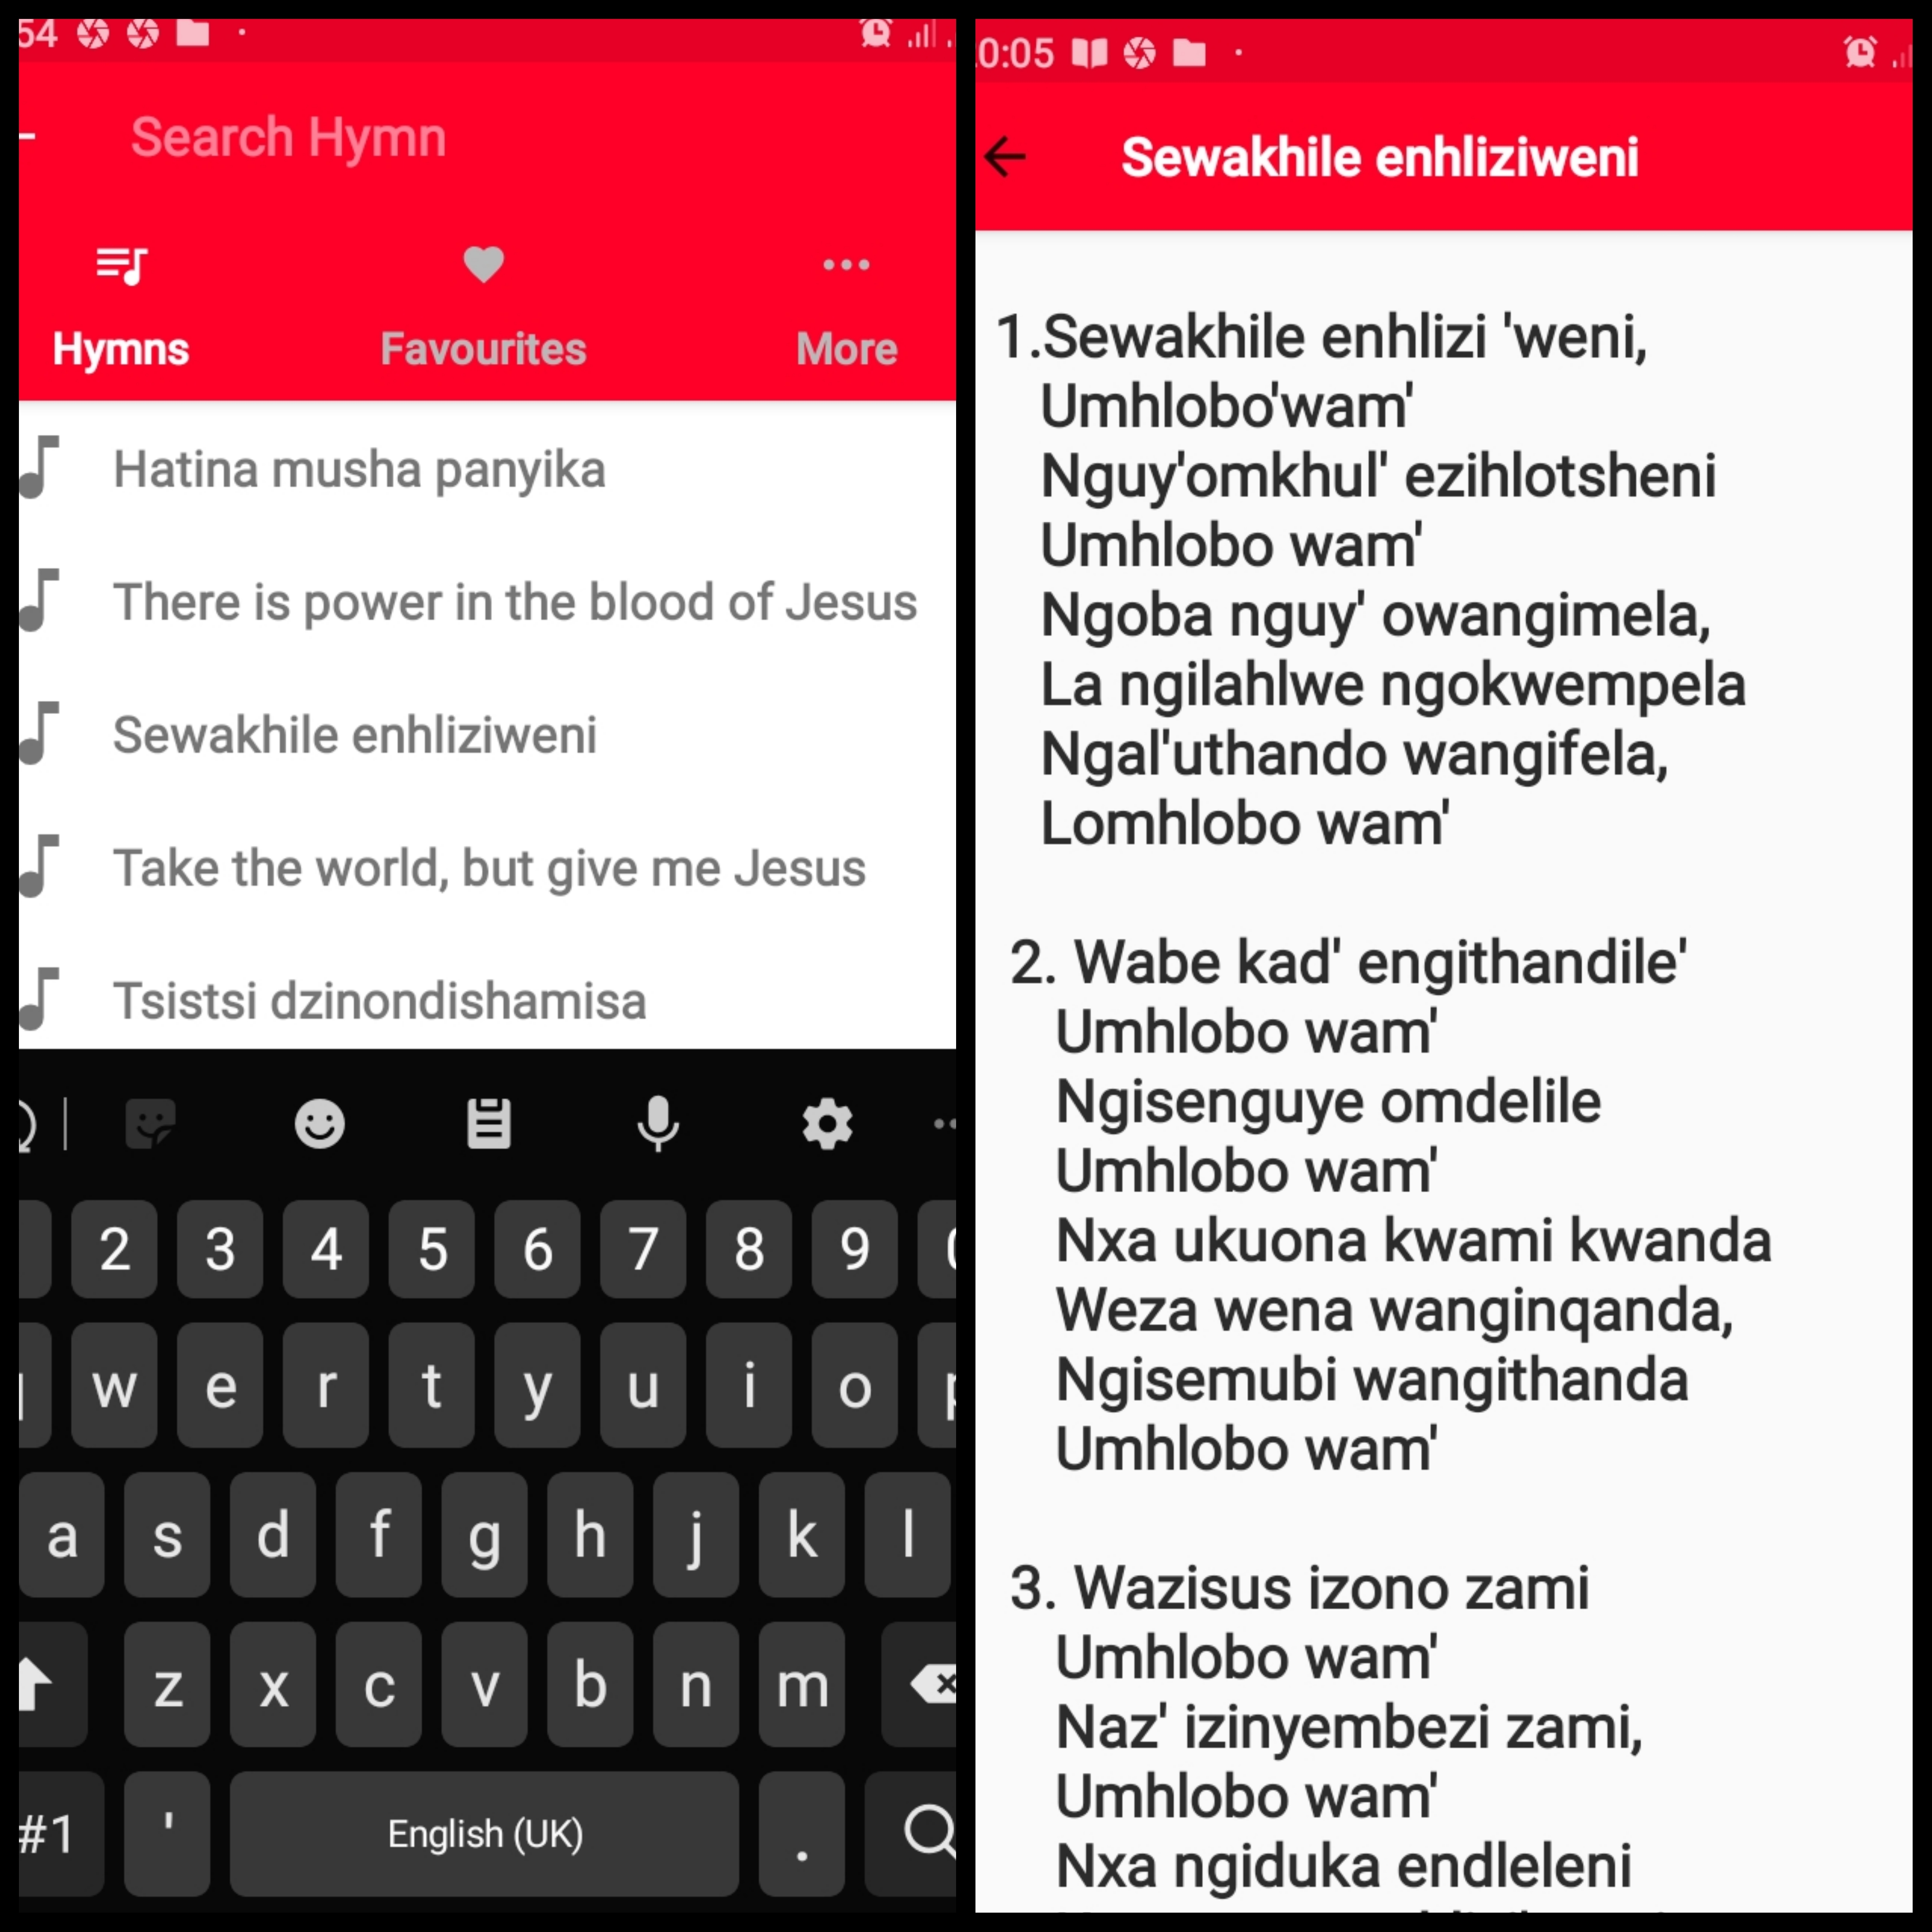 54
Search Hymn
Hymns
Favourites
More
Hatina musha panyika
There is power in the blood of Jesus
Sewakhile enhliziweni
Take the world, but give me Jesus
Tsistsi dzinondishamisa
2 3 4 5 6 7 8 9
w e r t y u i o p
a s d f g h j k l
z x c v b n m
#1 ' English (UK) .
0:05
Sewakhile enhliziweni
1.Sewakhile enhlizi 'weni,
Umhlobo'wam'
Nguy'omkhul' ezihlotsheni
Umhlobo wam'
Ngoba nguy' owangimela,
La ngilahlwe ngokwempela
Ngal'uthando wangifela,
Lomhlobo wam'
2. Wabe kad' engithandile'
Umhlobo wam'
Ngisenguye omdelile
Umhlobo wam'
Nxa ukuona kwami kwanda
Weza wena wanginqanda,
Ngisemubi wangithanda
Umhlobo wam'
3. Wazisus izono zami
Umhlobo wam'
Naz' izinyembezi zami,
Umhlobo wam'
Nxa ngiduka endleleni